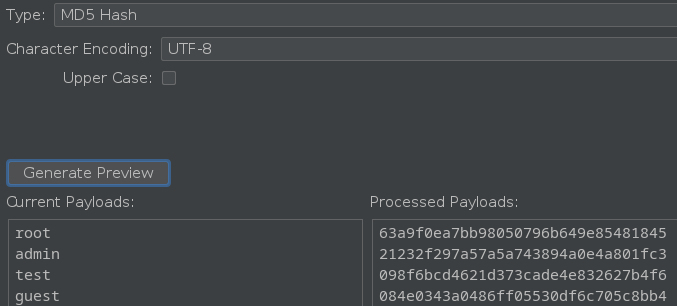 Type: MD5 Hash
Character Encoding: UTF-8
Upper Case:
Generate Preview
Current Payloads: Processed Payloads:
root 63a9f0ea7bb98050796b649e85481845
admin 21232f297a57a5a743894a0e4a801fc3
test 098f6bcd4621d373cade4e832627b4f6
guest 084e0343a0486ff05530df6c705c8bb4